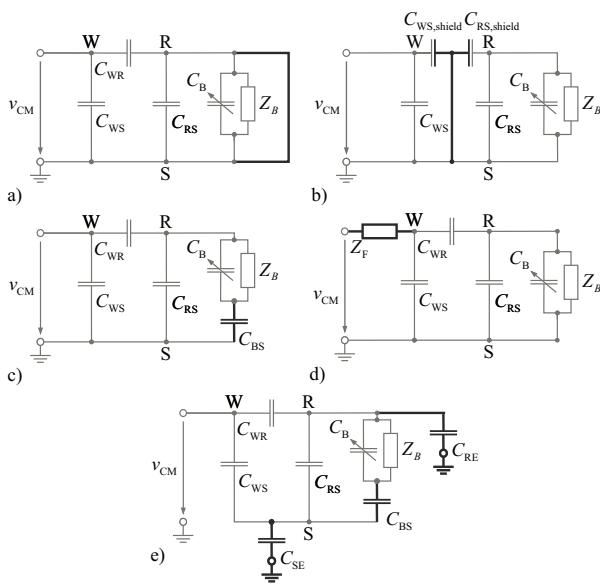 C_WS,shield C_RS,shield
W R W R
C_WR
v_CM C_B Z_B v_CM C_B Z_B
C_WS C_RS C_WS C_RS
S S
a) b)
W R W R
C_WR Z_F C_WR
C_B Z_B C_B Z_B
v_CM C_WS C_RS v_CM C_WS C_RS
C_BS
S S
c) d)
W R
C_WR C_B Z_B C_RE
v_CM C_WS C_RS
C_BS
S
e) C_SE